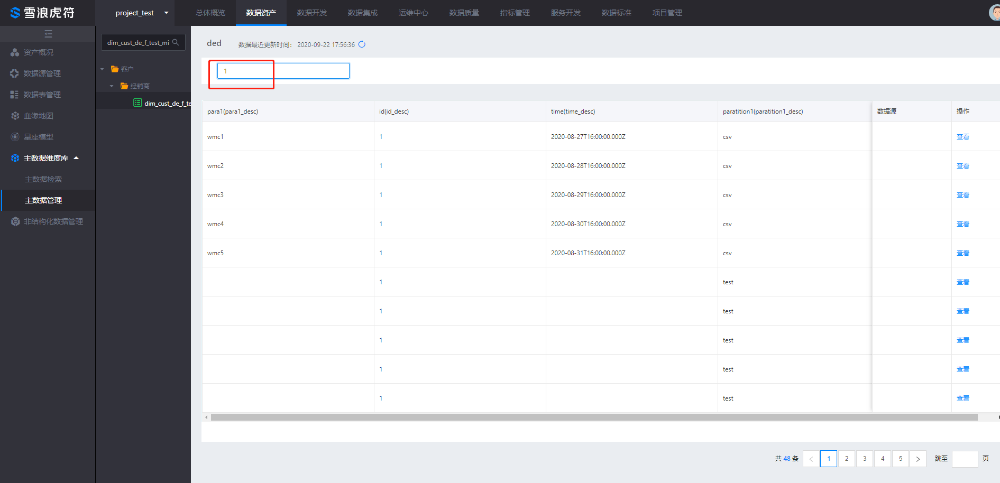 雪浪虎符
project_test
总体概览
数据资产
数据开发
数据集成
运维中心
数据质量
指标管理
服务开发
数据标准
项目管理
资产概况
数据源管理
数据表管理
血缘地图
星座模型
主数据维度库
主数据检索
主数据管理
非结构化数据管理
dim_cust_de_f_test_mi
客户
经销商
dim_cust_de_f_te
ded 数据最近更新时间: 2020-09-22 17:56:36
1
para1(para1_desc) id(id_desc) time(time_desc) paratition1(paratition1_desc) 数据源 操作
wmc1 1 2020-08-27T16:00:00.000Z csv 查看
wmc2 1 2020-08-28T16:00:00.000Z csv 查看
wmc3 1 2020-08-29T16:00:00.000Z csv 查看
wmc4 1 2020-08-30T16:00:00.000Z csv 查看
wmc5 1 2020-08-31T16:00:00.000Z csv 查看
1 test 查看
1 test 查看
1 test 查看
1 test 查看
1 test 查看
共 48 条 < 1 2 3 4 5 > 跳至 页